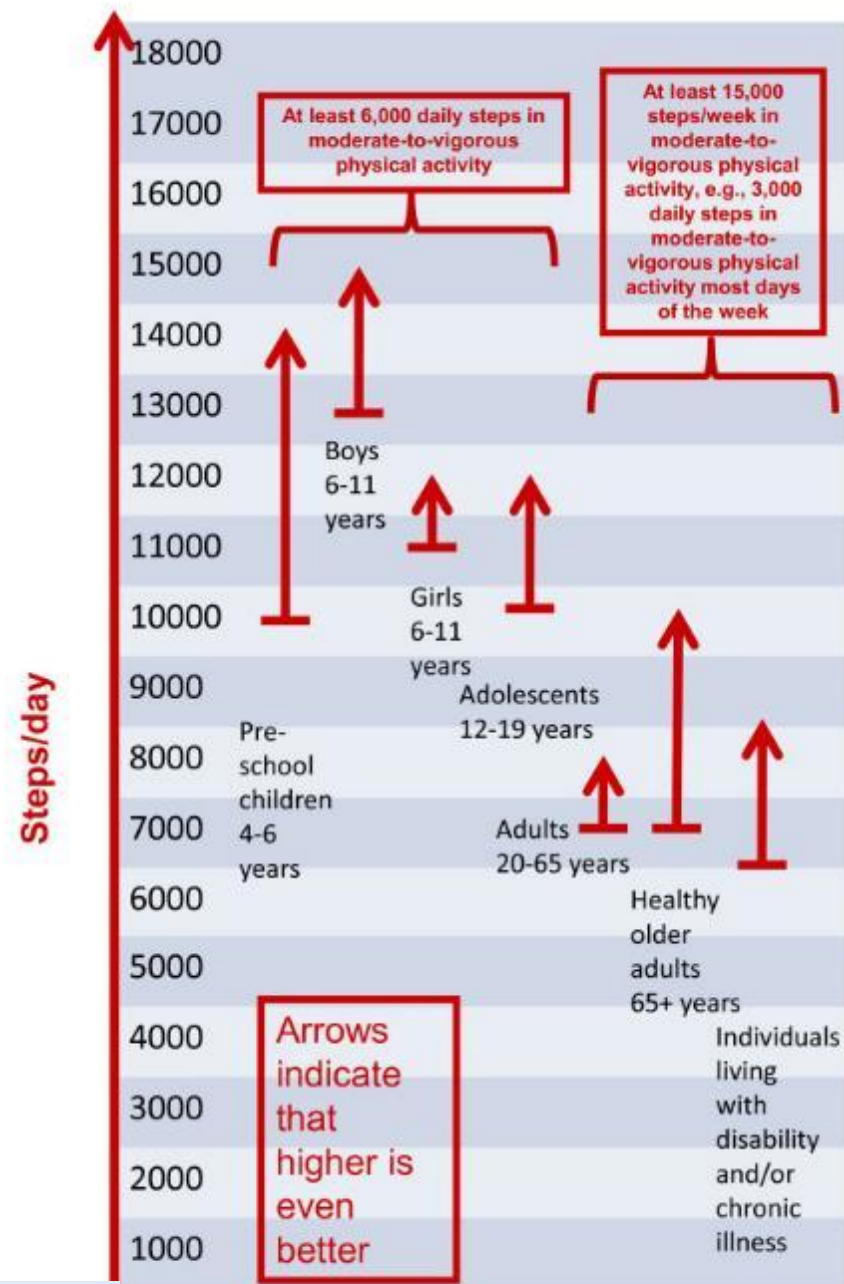 18000
17000
16000
15000
14000
13000
12000
11000
10000
9000
8000
7000
6000
5000
4000
3000
2000
1000
Steps/day
At least 6,000 daily steps in
moderate-to-vigorous
physical activity
At least 15,000
steps/week in
moderate-to-
vigorous physical
activity, e.g., 3,000
daily steps in
moderate-to-
vigorous physical
activity most days
of the week
Pre-
school
children
4-6
years
Boys
6-11
years
Girls
6-11
years
Adolescents
12-19 years
Adults
20-65 years
Healthy
older
adults
65+ years
Individuals
living
with
disability
and/or
chronic
illness
Arrows
indicate
that
higher is
even
better